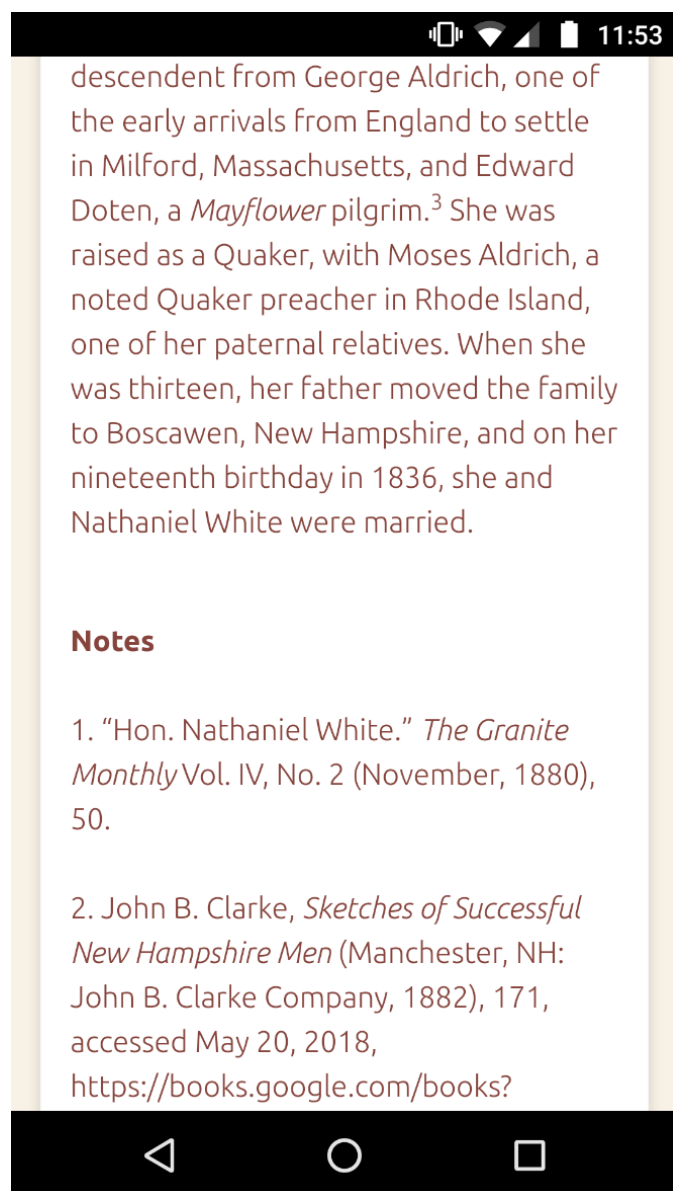 11:53
descendent from George Aldrich, one of
the early arrivals from England to settle
in Milford, Massachusetts, and Edward
Doten, a Mayflower pilgrim.³ She was
raised as a Quaker, with Moses Aldrich, a
noted Quaker preacher in Rhode Island,
one of her paternal relatives. When she
was thirteen, her father moved the family
to Boscawen, New Hampshire, and on her
nineteenth birthday in 1836, she and
Nathaniel White were married.
Notes
1. “Hon. Nathaniel White.” The Granite
Monthly Vol. IV, No. 2 (November, 1880),
50.
2. John B. Clarke, Sketches of Successful
New Hampshire Men (Manchester, NH:
John B. Clarke Company, 1882), 171,
accessed May 20, 2018,
https://books.google.com/books?